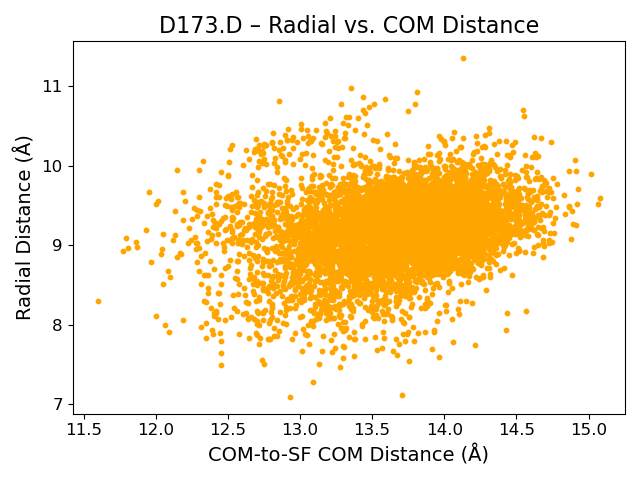 D173.D – Radial vs. COM Distance
Radial Distance (Å)
11
10
9
8
7
11.5 12.0 12.5 13.0 13.5 14.0 14.5 15.0
COM-to-SF COM Distance (Å)